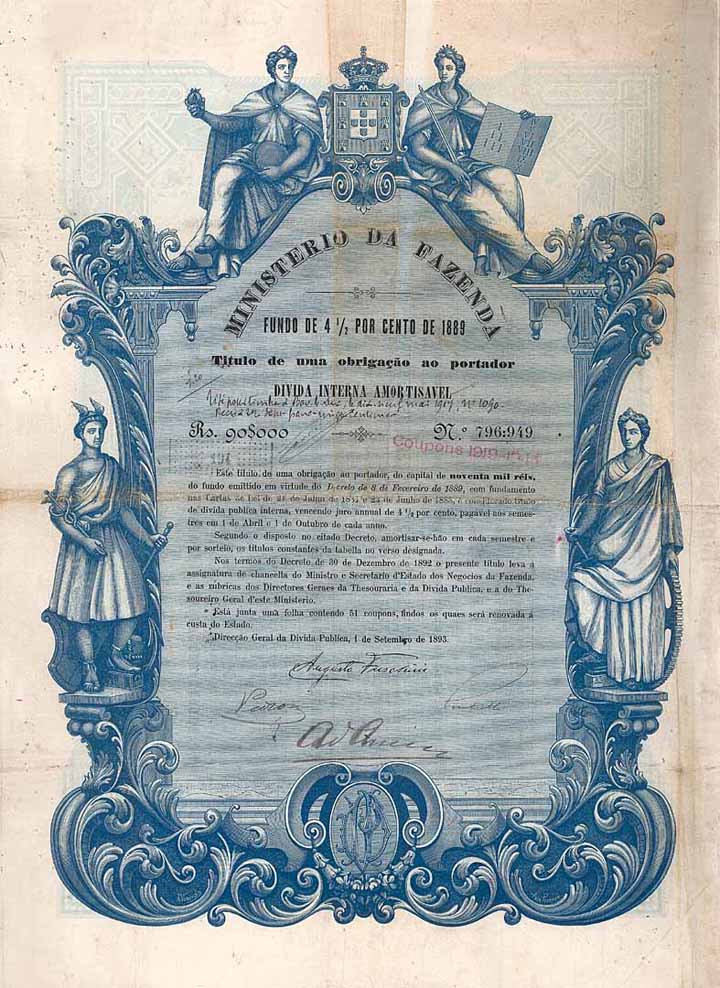 MINISTERIO DA FAZENDA
FUNDO DE 4 ½ POR CENTO DE 1889
Titulo de uma obrigação ao portador
DIVIDA INTERNA AMORTISAVEL
Rs. 90$000 N.º 796:949
Coupons 1919
Este titulo de uma obrigação ao portador, do capital de noventa mil réis,
do fundo emittido em virtude do Decreto de 8 de Fevereiro de 1889, com fundamento
nas Cartas de Lei de de Julho de e 23 de Junho de é considerado titulo
de divida publica interna, vencendo juro annual de 4 ½ por cento, pagavel aos semes-
tres em 1 de Abril e 1 de Outubro de cada anno.
Segundo o disposto no citado Decreto, amortisar-se-hão em cada semestre e
por sorteio, os titulos constantes da tabella no verso designada.
Nos termos do Decreto de 30 de Dezembro de 1892 o presente titulo leva a
assignatura de chancella do Ministro e Secretario d'Estado dos Negocios da Fazenda,
e as rubricas dos Directores Geraes da Thesouraria e da Divida Publica, e a do The-
soureiro Geral d'este Ministerio.
Está junta uma folha contendo 51 coupons, findos os quaes será renovada á
custa do Estado.
Direcção Geral da Divida Publica, 1 de Setembro de 1893.
Augusto Fuschini